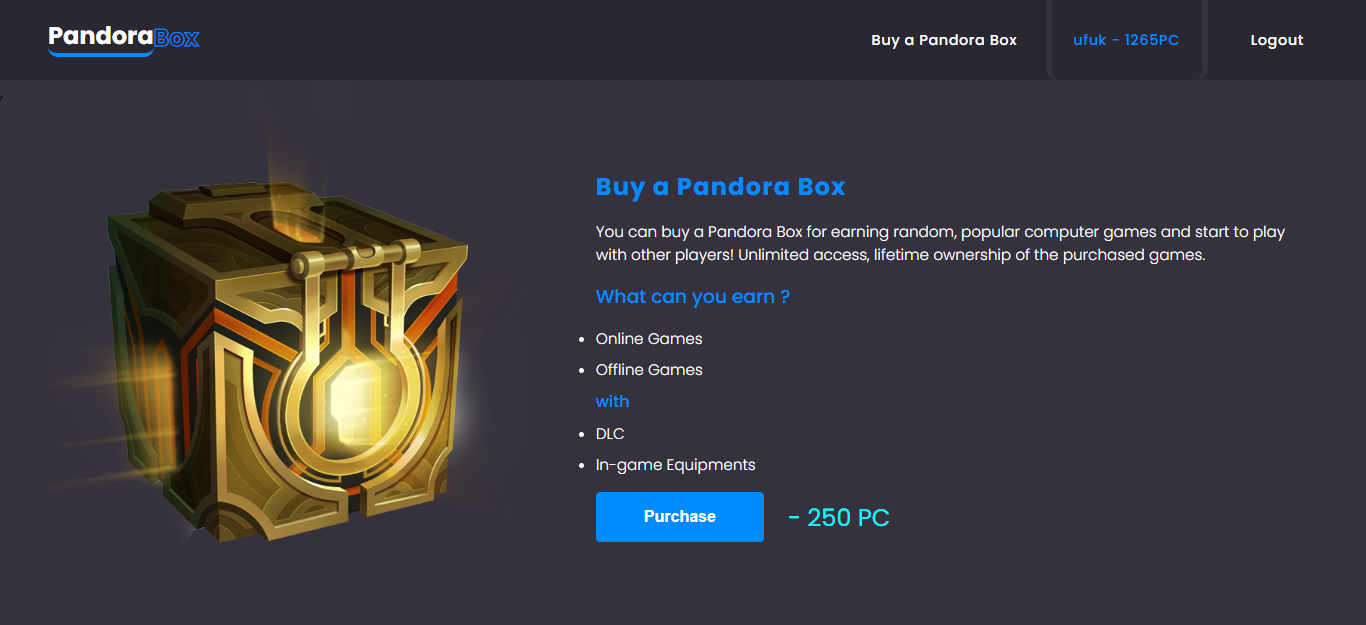 PandoraBox
Buy a Pandora Box
ufuk - 1265PC
Logout
,
Buy a Pandora Box
You can buy a Pandora Box for earning random, popular computer games and start to play
with other players! Unlimited access, lifetime ownership of the purchased games.
What can you earn ?
Online Games
Offline Games
with
DLC
In-game Equipments
Purchase
- 250 PC